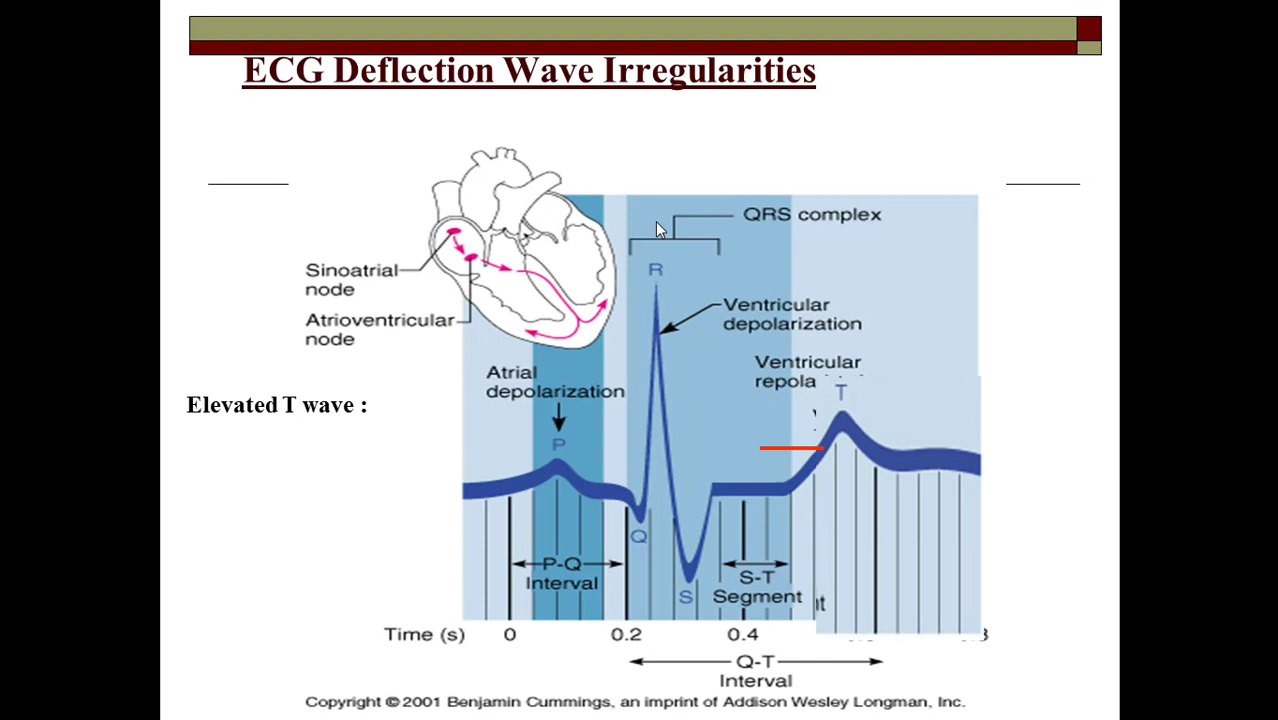 ECG Deflection Wave Irregularities
QRS complex
R
Sinoatrial
node
Atrioventricular
node
Ventricular
depolarization
Ventricular
repola
Atrial
depolarization
T
Elevated T wave :
P
Q
P-Q
Interval
S-T
Segment
S
Time (s) 0 0.2 0.4
Q-T
Interval
Copyright © 2001 Benjamin Cummings, an imprint of Addison Wesley Longman, Inc.